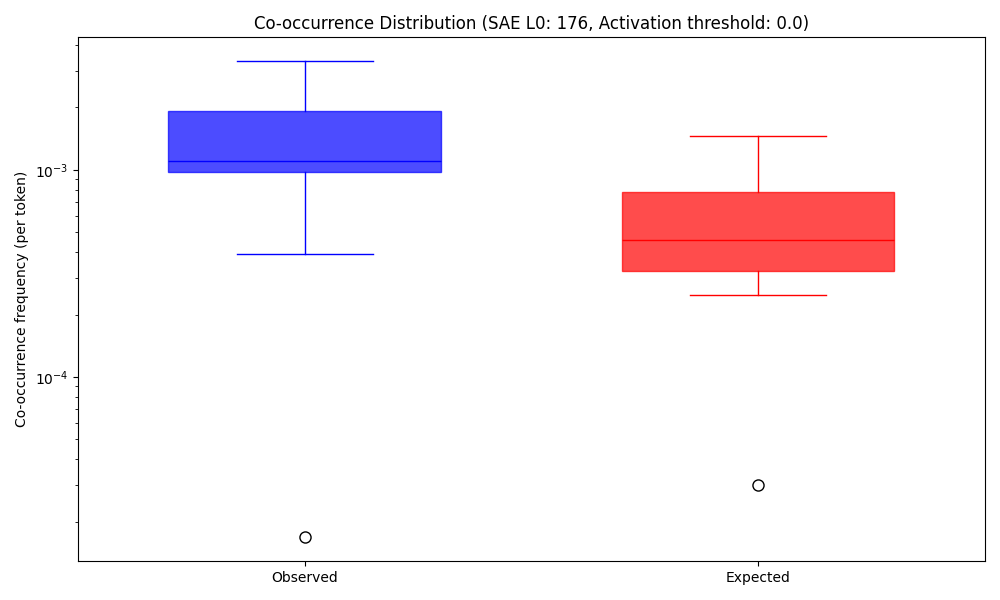 Co-occurrence Distribution (SAE L0: 176, Activation threshold: 0.0)
Co-occurrence frequency (per token)
10⁻³
10⁻⁴
Observed
Expected